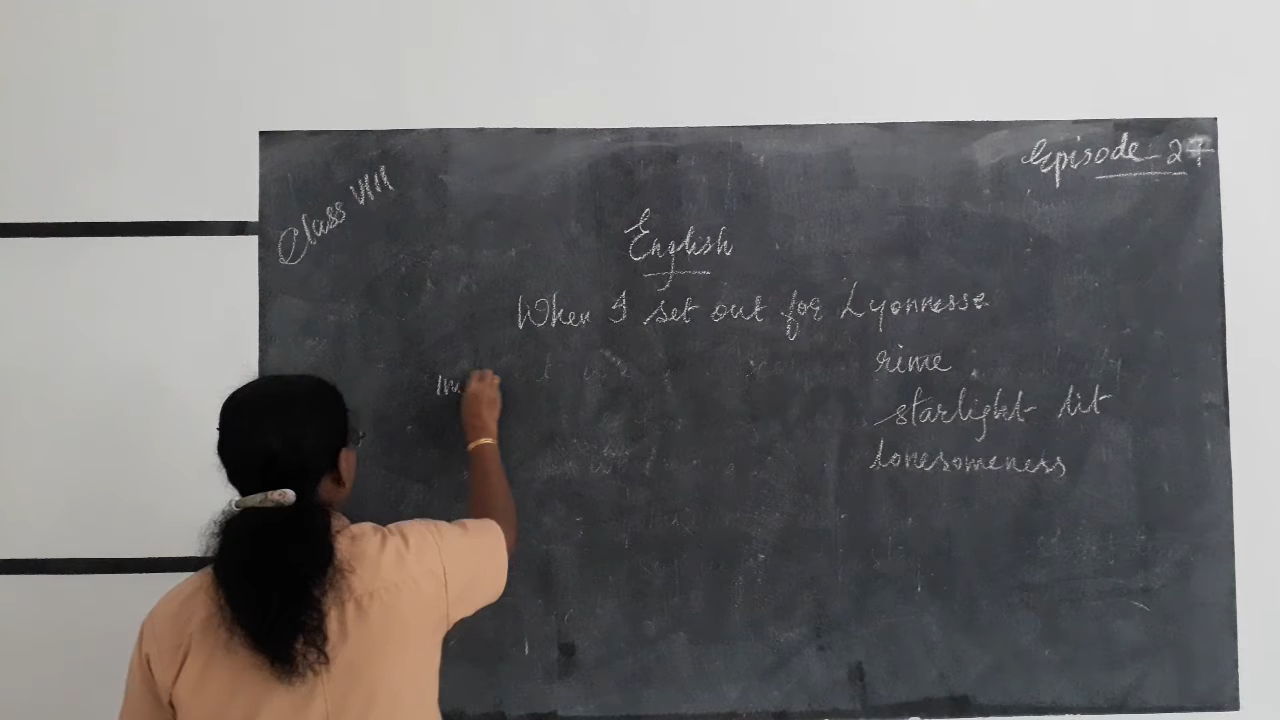 Episode 27
Class VIII
English
When I set out for Lyonnesse
rime
starlight lit
lonesomeness